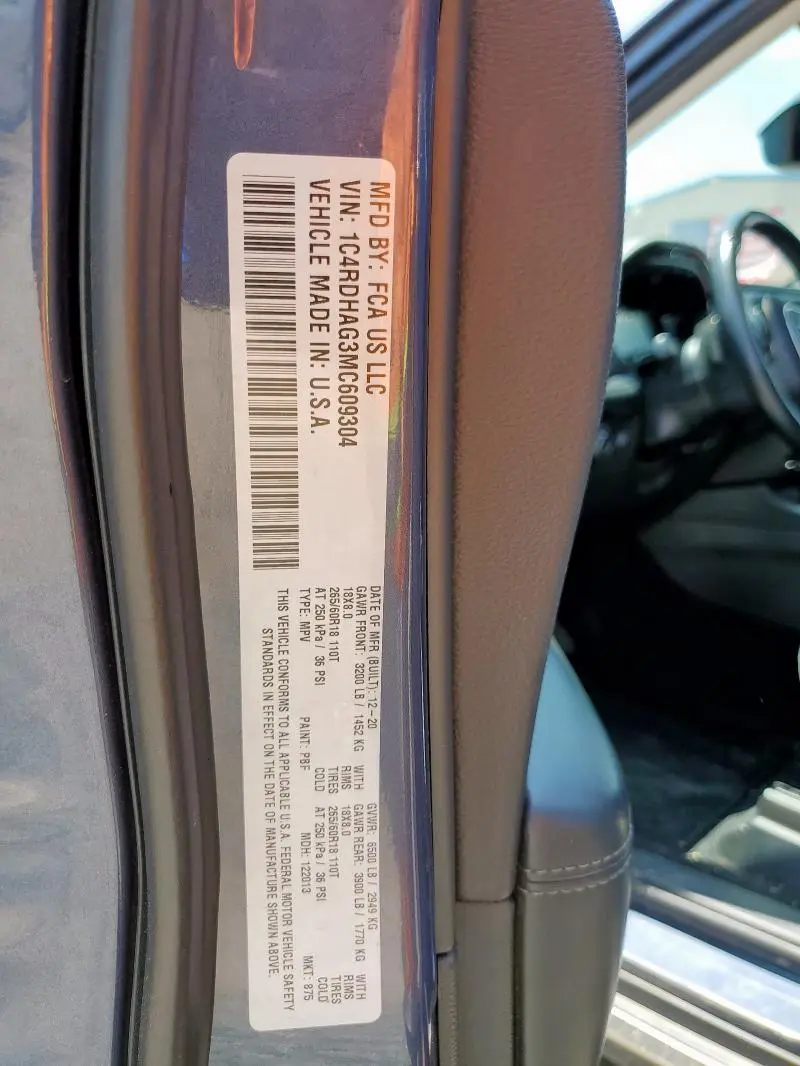 MFD BY: FCA US LLC
VIN: 1C4RDHAG3MC609304
VEHICLE MADE IN: U.S.A.
DATE OF MFR (BUILT): 12-20 GVWR: 6500 LB / 2949 KG
GAWR FRONT: 3200 LB / 1452 KG WITH GAWR REAR: 3900 LB / 1770 KG WITH
18X8.0 RIMS 18X8.0 RIMS
265/60R18 110T TIRES 265/60R18 110T TIRES
AT 250 kPa / 36 PSI COLD AT 250 kPa / 36 PSI COLD
TYPE: MPV PAINT: PBF MDH: 122013 MKT: 875
THIS VEHICLE CONFORMS TO ALL APPLICABLE U.S.A. FEDERAL MOTOR VEHICLE SAFETY
STANDARDS IN EFFECT ON THE DATE OF MANUFACTURE SHOWN ABOVE.